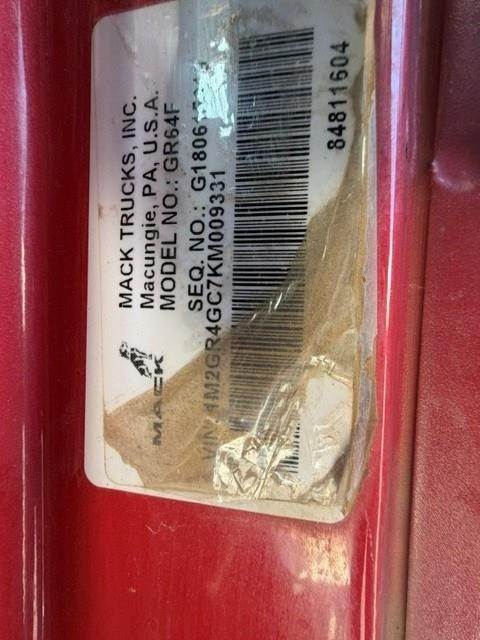 MACK
MACK TRUCKS, INC.
Macungie, PA, U.S.A.
MODEL NO.: GR64F
SEQ. NO.: G1806
VIN: 1M2GR4GC7KM009331
84811604